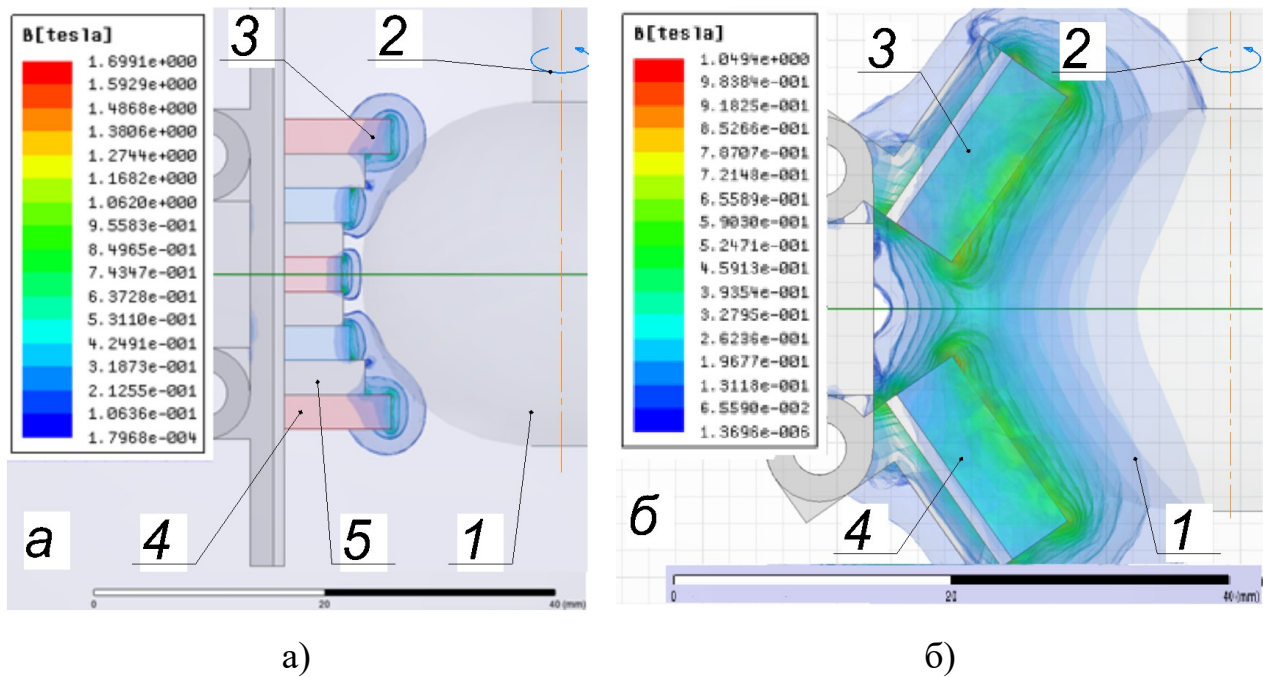 B[tesla]
1.6991e+000
1.5929e+000
1.4868e+000
1.3806e+000
1.2744e+000
1.1682e+000
1.0620e+000
9.5583e-001
8.4965e-001
7.4347e-001
6.3728e-001
5.3110e-001
4.2491e-001
3.1873e-001
2.1255e-001
1.0636e-001
1.7968e-004
3
2
а
4
5
1
0
20
40 (mm)
B[tesla]
1.0494e+000
9.8384e-001
9.1825e-001
8.5266e-001
7.8707e-001
7.2148e-001
6.5589e-001
5.9030e-001
5.2471e-001
4.5913e-001
3.9354e-001
3.2795e-001
2.6236e-001
1.9677e-001
1.3118e-001
6.5590e-002
1.3696e-006
3
2
б
4
1
0
20
40 (mm)
а)
б)